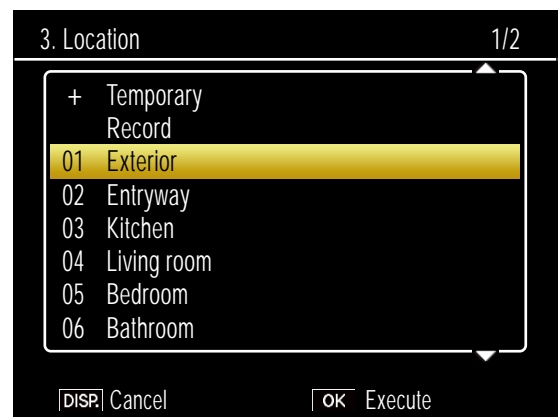 3. Location 1/2
+ Temporary
Record
01 Exterior
02 Entryway
03 Kitchen
04 Living room
05 Bedroom
06 Bathroom
DISP. Cancel OK Execute